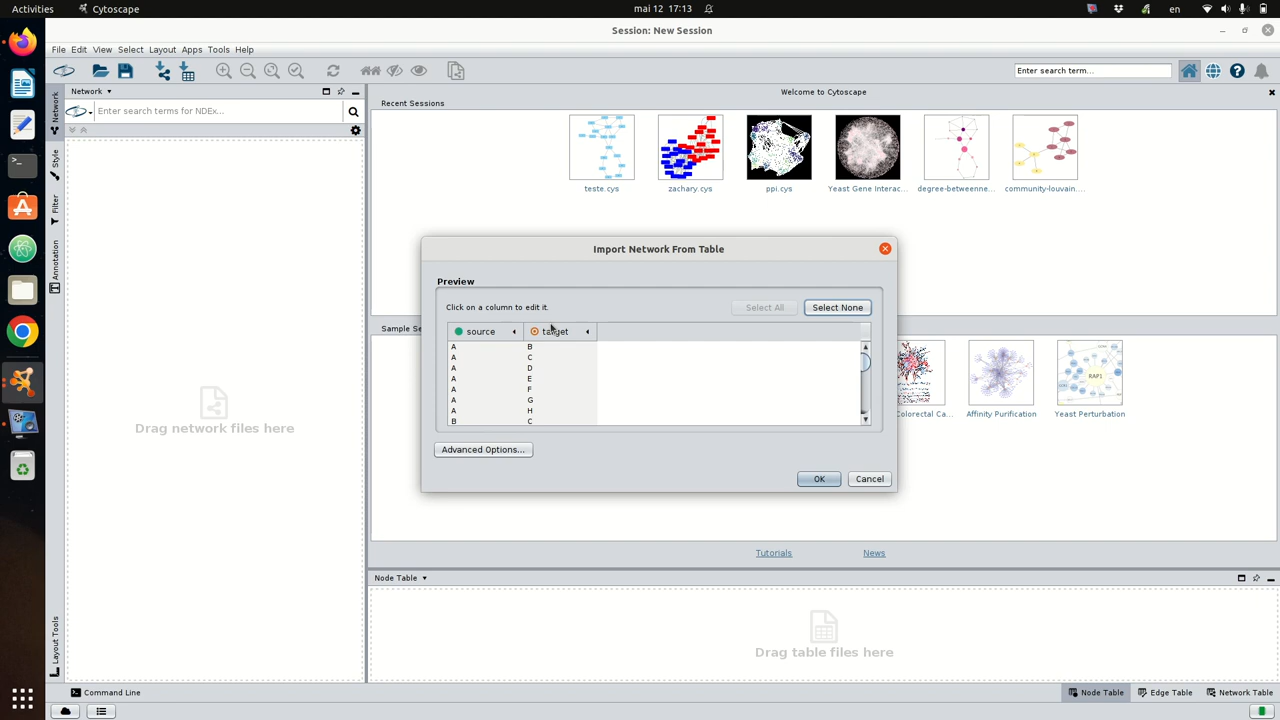 Activities Cytoscape mai 12 17:13 en
Session: New Session
File Edit View Select Layout Apps Tools Help
Enter search term...
Network
Welcome to Cytoscape
Enter search terms for NDEx...
Recent Sessions
teste.cys zachary.cys ppi.cys Yeast Gene Interac... degree-betweenne... community-louvain....
Network
Style
Filter
Annotation
Layout Tools
Drag network files here
Import Network From Table
Preview
Click on a column to edit it.
Select All Select None
source target
A B
A C
A D
A E
A F
A G
A H
B C
Advanced Options...
OK Cancel
Sample Se
Colorectal Ca... Affinity Purification Yeast Perturbation
RAP1
Tutorials News
Node Table
Drag table files here
Command Line
Node Table Edge Table Network Table